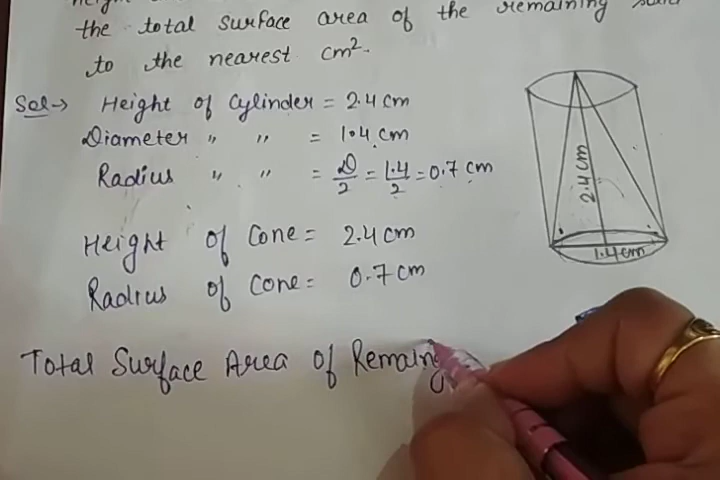 the total surface area of the remaining
to the nearest cm².
Sol→ Height of Cylinder = 2.4 cm
Diameter " " = 1.4 cm
Radius " " = D/2 = 1.4/2 = 0.7 cm
2.4 cm
1.4 cm
Height of Cone = 2.4 cm
Radius of Cone = 0.7 cm
Total Surface Area of Remaing